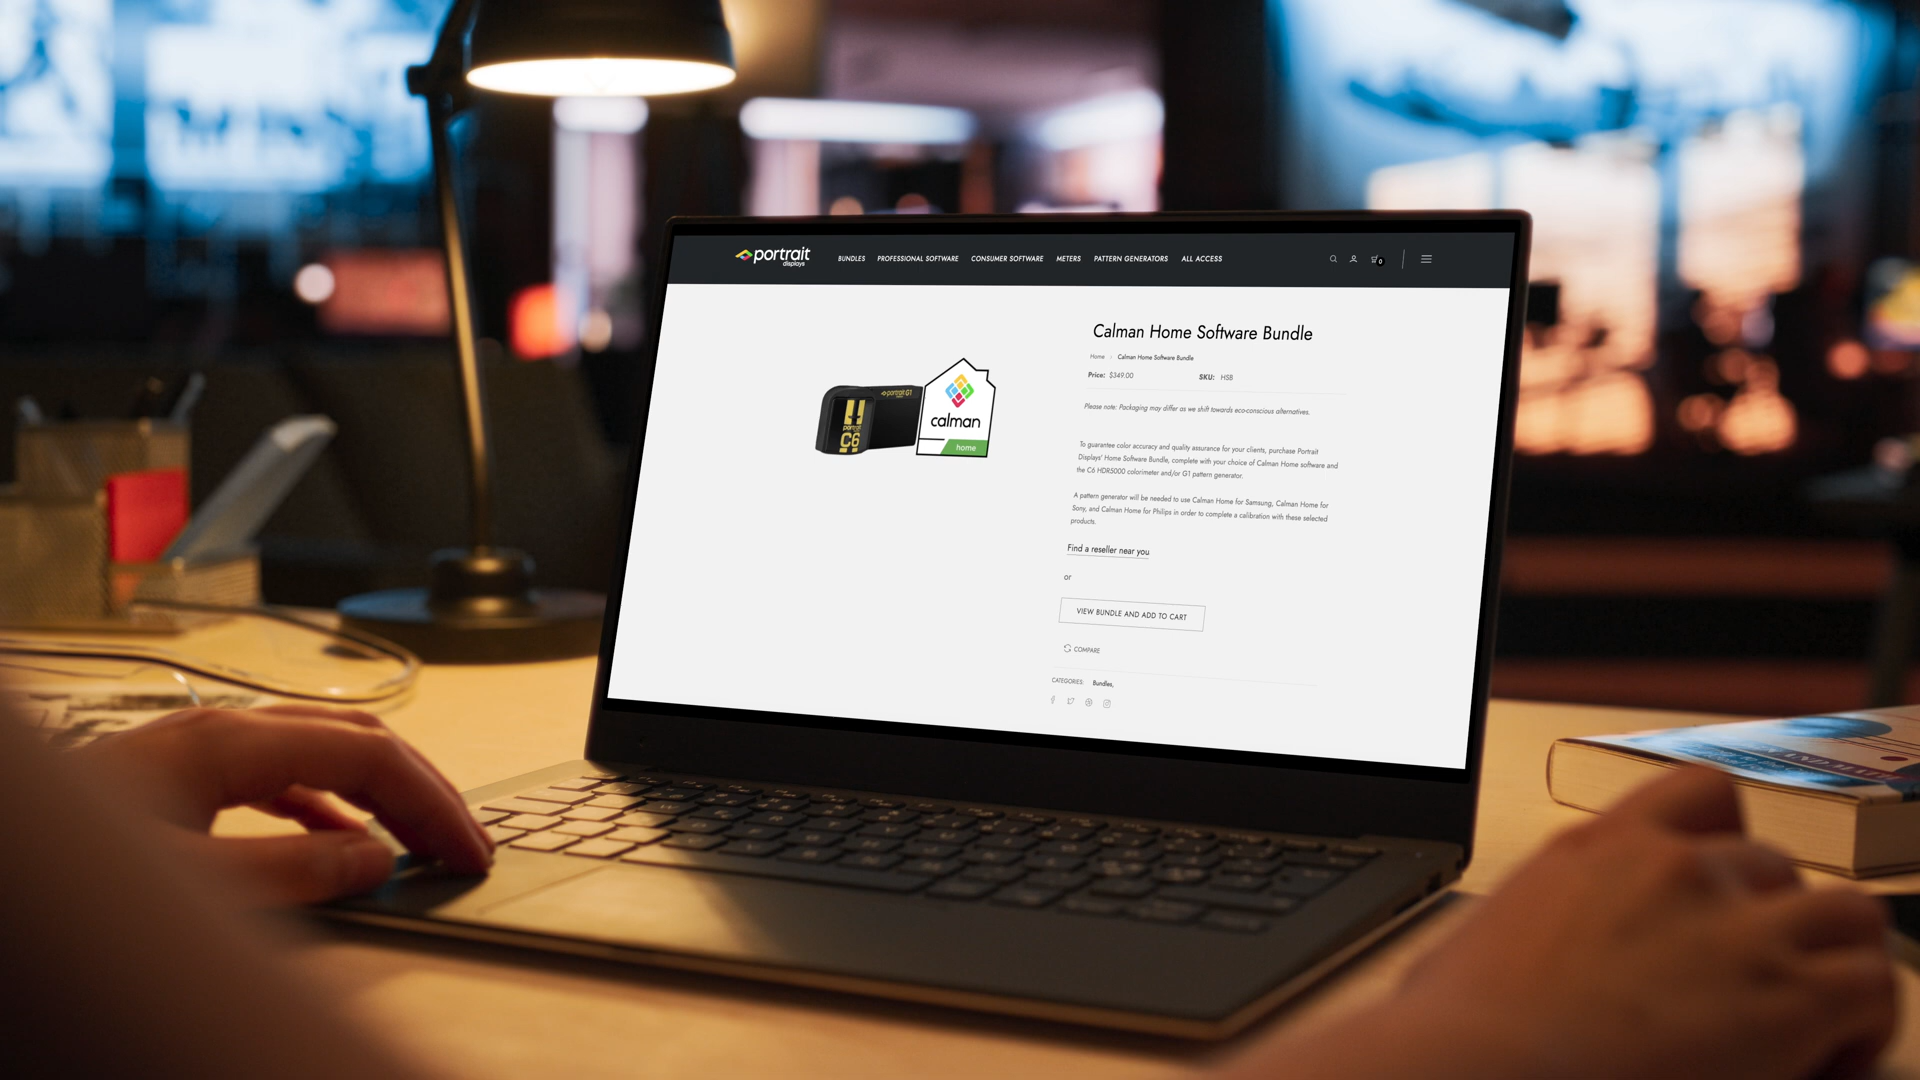 portrait
displays
BUNDLES PROFESSIONAL SOFTWARE CONSUMER SOFTWARE METERS PATTERN GENERATORS ALL ACCESS
0
Calman Home Software Bundle
Home > Calman Home Software Bundle
Price: $349.00 SKU: HSB
Please note: Packaging may differ as we shift towards eco-conscious alternatives.
To guarantee color accuracy and quality assurance for your clients, purchase Portrait
Displays' Home Software Bundle, complete with your choice of Calman Home software and
the C6 HDR5000 colorimeter and/or G1 pattern generator.
A pattern generator will be needed to use Calman Home for Samsung, Calman Home for
Sony, and Calman Home for Philips in order to complete a calibration with these selected
products.
Find a reseller near you
or
VIEW BUNDLE AND ADD TO CART
COMPARE
CATEGORIES: Bundles,
portrait G1
portrait
C6
calman
home